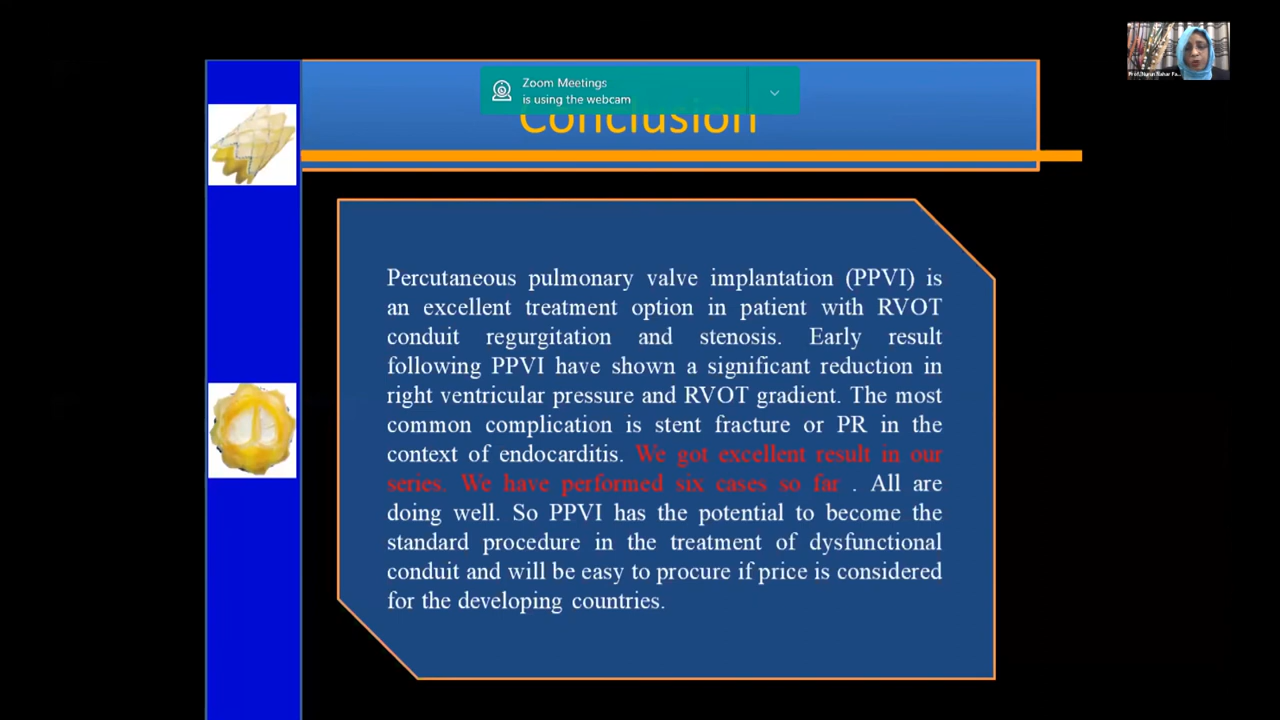 Zoom Meetings
is using the webcam
Conclusion
Percutaneous pulmonary valve implantation (PPVI) is
an excellent treatment option in patient with RVOT
conduit regurgitation and stenosis. Early result
following PPVI have shown a significant reduction in
right ventricular pressure and RVOT gradient. The most
common complication is stent fracture or PR in the
context of endocarditis. We got excellent result in our
series. We have performed six cases so far . All are
doing well. So PPVI has the potential to become the
standard procedure in the treatment of dysfunctional
conduit and will be easy to procure if price is considered
for the developing countries.